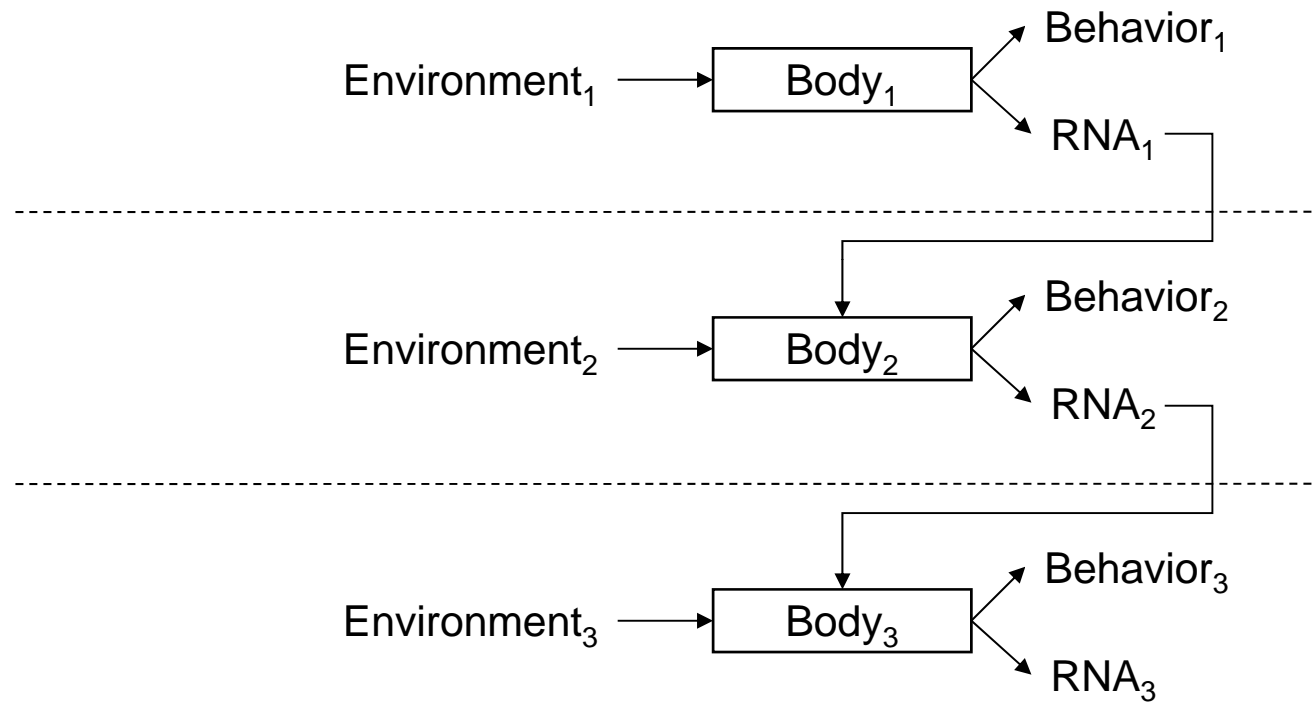 Behavior₁
Environment₁
Body₁
RNA₁
Behavior₂
Environment₂
Body₂
RNA₂
Behavior₃
Environment₃
Body₃
RNA₃